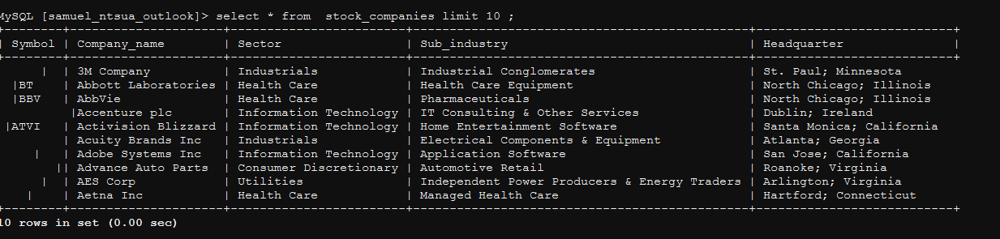 MySQL [samuel_ntsua_outlook]> select * from  stock_companies limit 10 ;
+--------+---------------------+------------------------+----------------------------------------------+---------------------------+
| Symbol | Company_name        | Sector                 | Sub_industry                                 | Headquarter               |
+--------+---------------------+------------------------+----------------------------------------------+---------------------------+
      |  | 3M Company          | Industrials            | Industrial Conglomerates                     | St. Paul; Minnesota
  |BT    | Abbott Laboratories | Health Care            | Health Care Equipment                        | North Chicago; Illinois
  |BBV   | AbbVie              | Health Care            | Pharmaceuticals                              | North Chicago; Illinois
          |Accenture plc       | Information Technology | IT Consulting & Other Services               | Dublin; Ireland
 |ATVI   | Activision Blizzard | Information Technology | Home Entertainment Software                  | Santa Monica; California
         | Acuity Brands Inc   | Industrials            | Electrical Components & Equipment            | Atlanta; Georgia
     |   | Adobe Systems Inc   | Information Technology | Application Software                         | San Jose; California
        || Advance Auto Parts  | Consumer Discretionary | Automotive Retail                            | Roanoke; Virginia
      |  | AES Corp            | Utilities              | Independent Power Producers & Energy Traders | Arlington; Virginia
    |    | Aetna Inc           | Health Care            | Managed Health Care                          | Hartford; Connecticut
+--------+---------------------+------------------------+----------------------------------------------+---------------------------+
10 rows in set (0.00 sec)